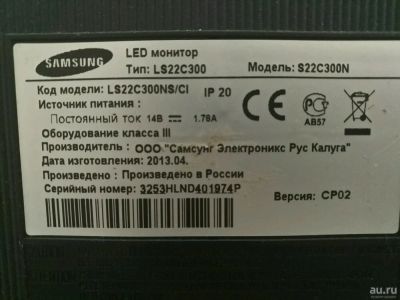 SAMSUNG
LED монитор
Тип: LS22C300 Модель: S22C300N
Код модели: LS22C300NS/CI IP 20
Источник питания :
Постоянный ток 14В 1.78A
Оборудование класса III
Производитель : ООО "Самсунг Электроникс Рус Калуга"
Дата изготовления: 2013.04.
Произведено : Произведено в России
Серийный номер: 3253HLND401974P
Версия: CP02
CE
АБ57
au.ru